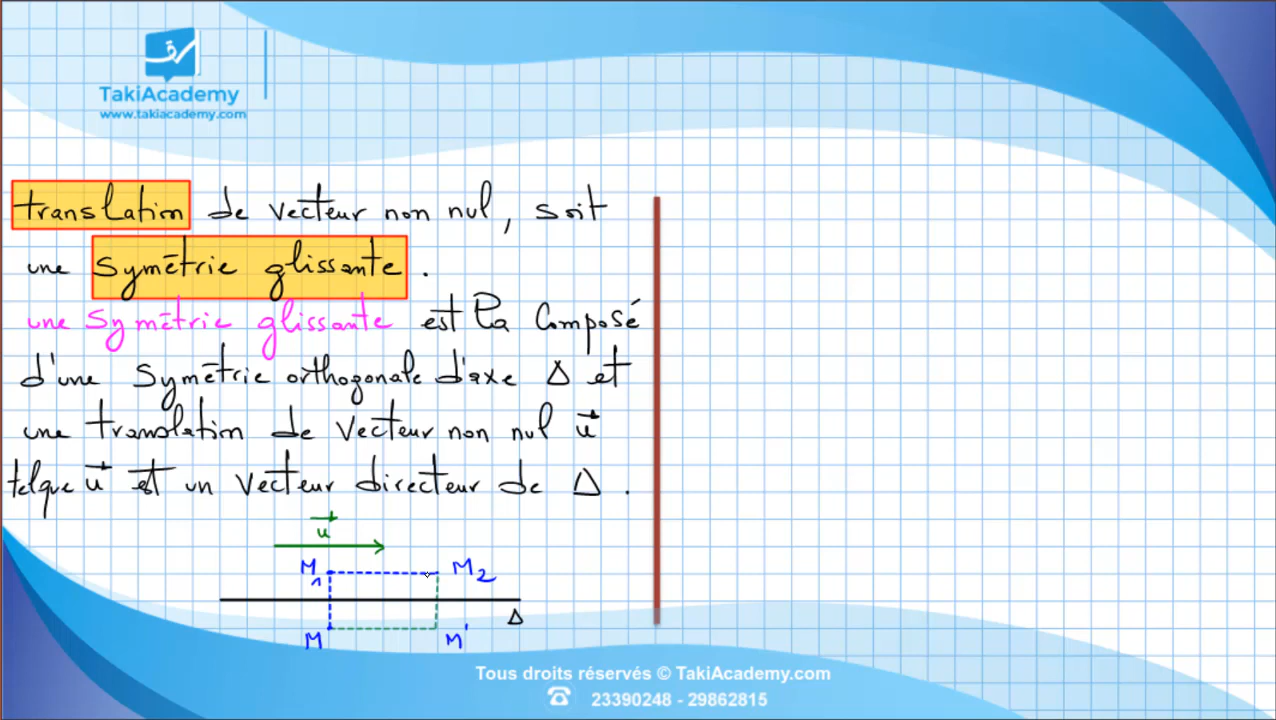 TakiAcademy
www.takiacademy.com
translation de vecteur non nul, soit
une symétrie glissante.
une symétrie glissante est la composé
d'une symétrie orthogonale d'axe Δ et
une translation de vecteur non nul u⃗
telque u⃗ est un vecteur directeur de Δ.
u⃗
M₁ M₂
Δ
M M'
Tous droits réservés © TakiAcademy.com
23390248 - 29862815